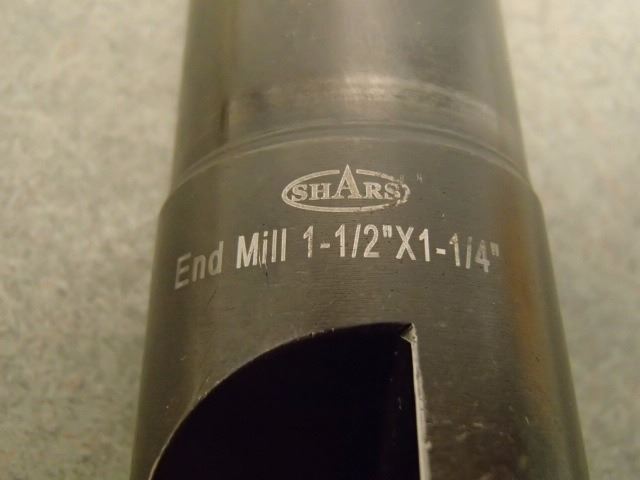 SHARS
End Mill 1-1/2"X1-1/4"